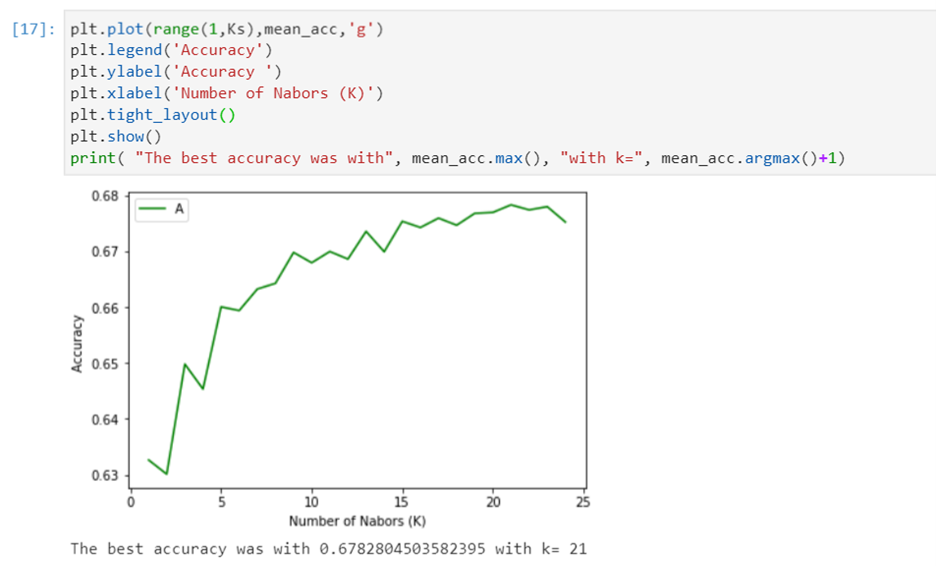 [17]: plt.plot(range(1,Ks),mean_acc,'g')
plt.legend('Accuracy')
plt.ylabel('Accuracy ')
plt.xlabel('Number of Nabors (K)')
plt.tight_layout()
plt.show()
print( "The best accuracy was with", mean_acc.max(), "with k=", mean_acc.argmax()+1)
0.68
A
0.67
0.66
0.65
0.64
0.63
Accuracy
0 5 10 15 20 25
Number of Nabors (K)
The best accuracy was with 0.6782804503582395 with k= 21